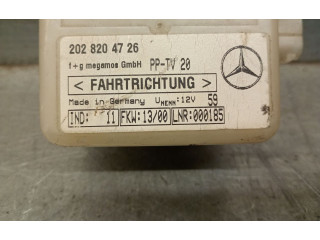 202 820 47 26
f+g megamos GmbH PP-TV 20
< FAHRTRICHTUNG >
Made in Germany UNENN:12V 59
IND: 11 FKW:13/00 LNR:000185